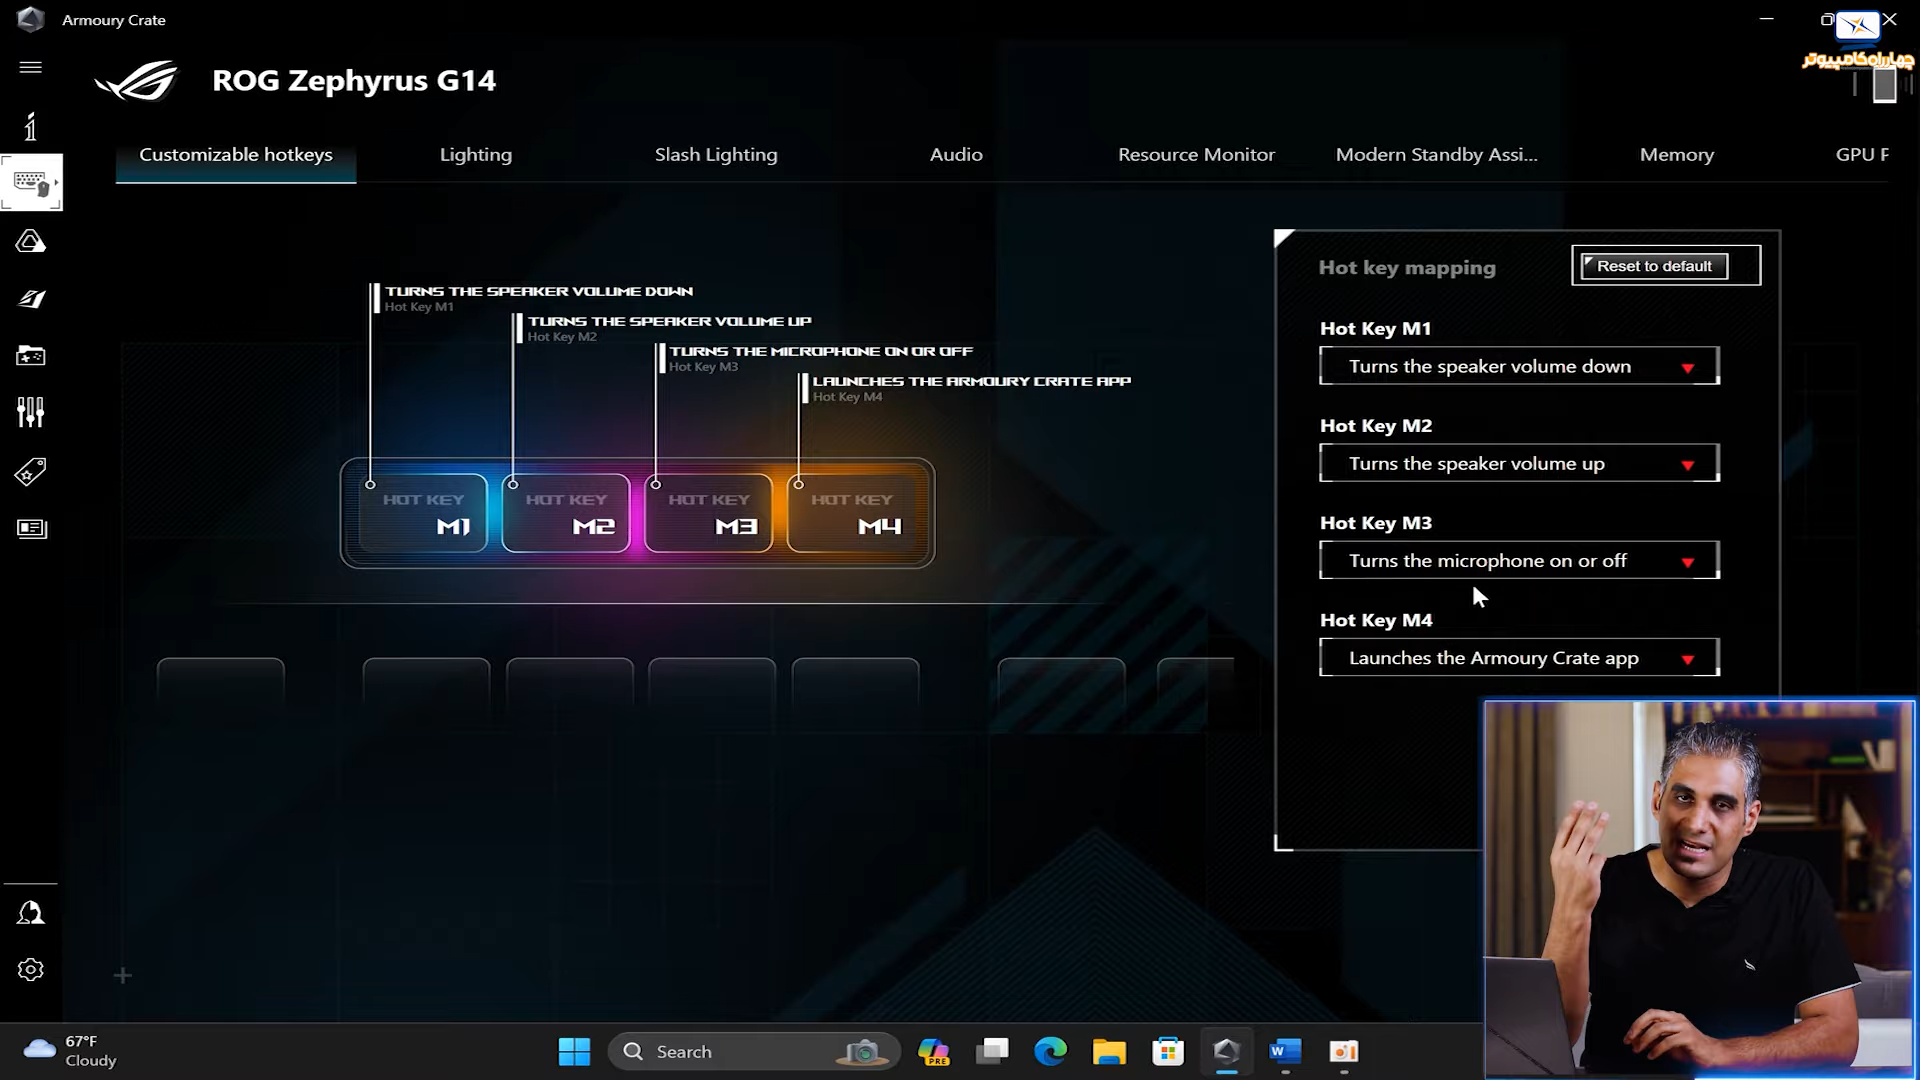 Armoury Crate
چهارراه کامپیوتر
ROG Zephyrus G14
Customizable hotkeys
Lighting
Slash Lighting
Audio
Resource Monitor
Modern Standby Assi...
Memory
GPU P
TURNS THE SPEAKER VOLUME DOWN
Hot Key M1
TURNS THE SPEAKER VOLUME UP
Hot Key M2
TURNS THE MICROPHONE ON OR OFF
Hot Key M3
LAUNCHES THE ARMOURY CRATE APP
Hot Key M4
HOT KEY
M1
HOT KEY
M2
HOT KEY
M3
HOT KEY
M4
Hot key mapping
Reset to default
Hot Key M1
Turns the speaker volume down
Hot Key M2
Turns the speaker volume up
Hot Key M3
Turns the microphone on or off
Hot Key M4
Launches the Armoury Crate app
67°F
Cloudy
Search
PRE